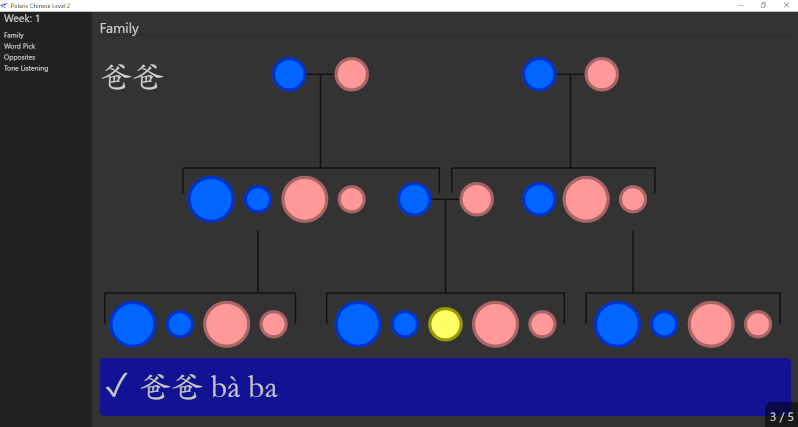 Polaris Chinese Level 2
Week: 1
Family
Word Pick
Opposites
Tone Listening
Family
爸爸
✓ 爸爸 bà ba
3 / 5